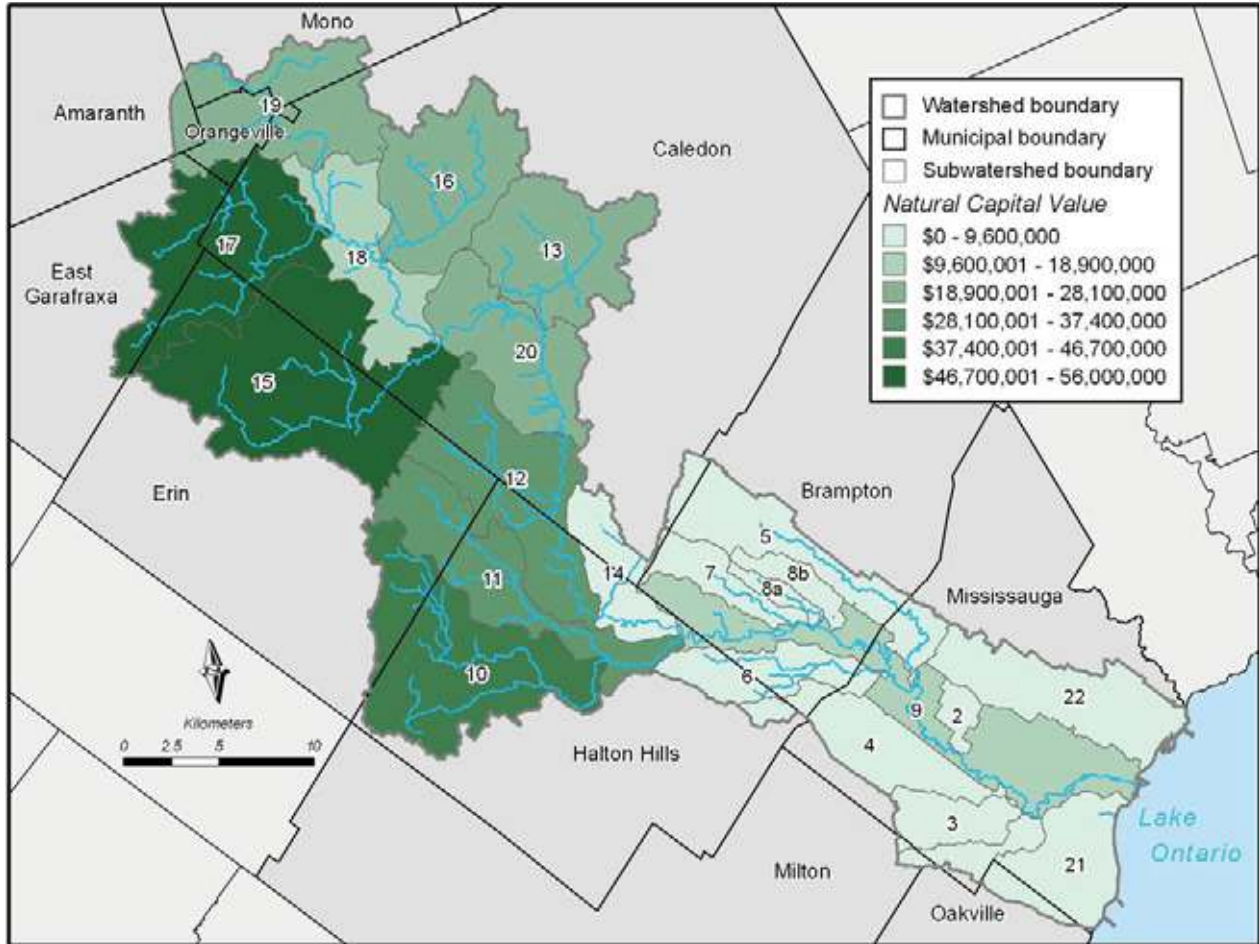 Mono
Amaranth
19
Orangeville
Caledon
16
17
13
18
East
Garafraxa
20
15
Erin
12
Brampton
5
14
7
8b
8a
11
Mississauga
10
6
22
9
2
4
Halton Hills
3
Lake
Ontario
21
Milton
Oakville
Kilometers
0 2.5 5 10
Watershed boundary
Municipal boundary
Subwatershed boundary
Natural Capital Value
$0 - 9,600,000
$9,600,001 - 18,900,000
$18,900,001 - 28,100,000
$28,100,001 - 37,400,000
$37,400,001 - 46,700,000
$46,700,001 - 56,000,000